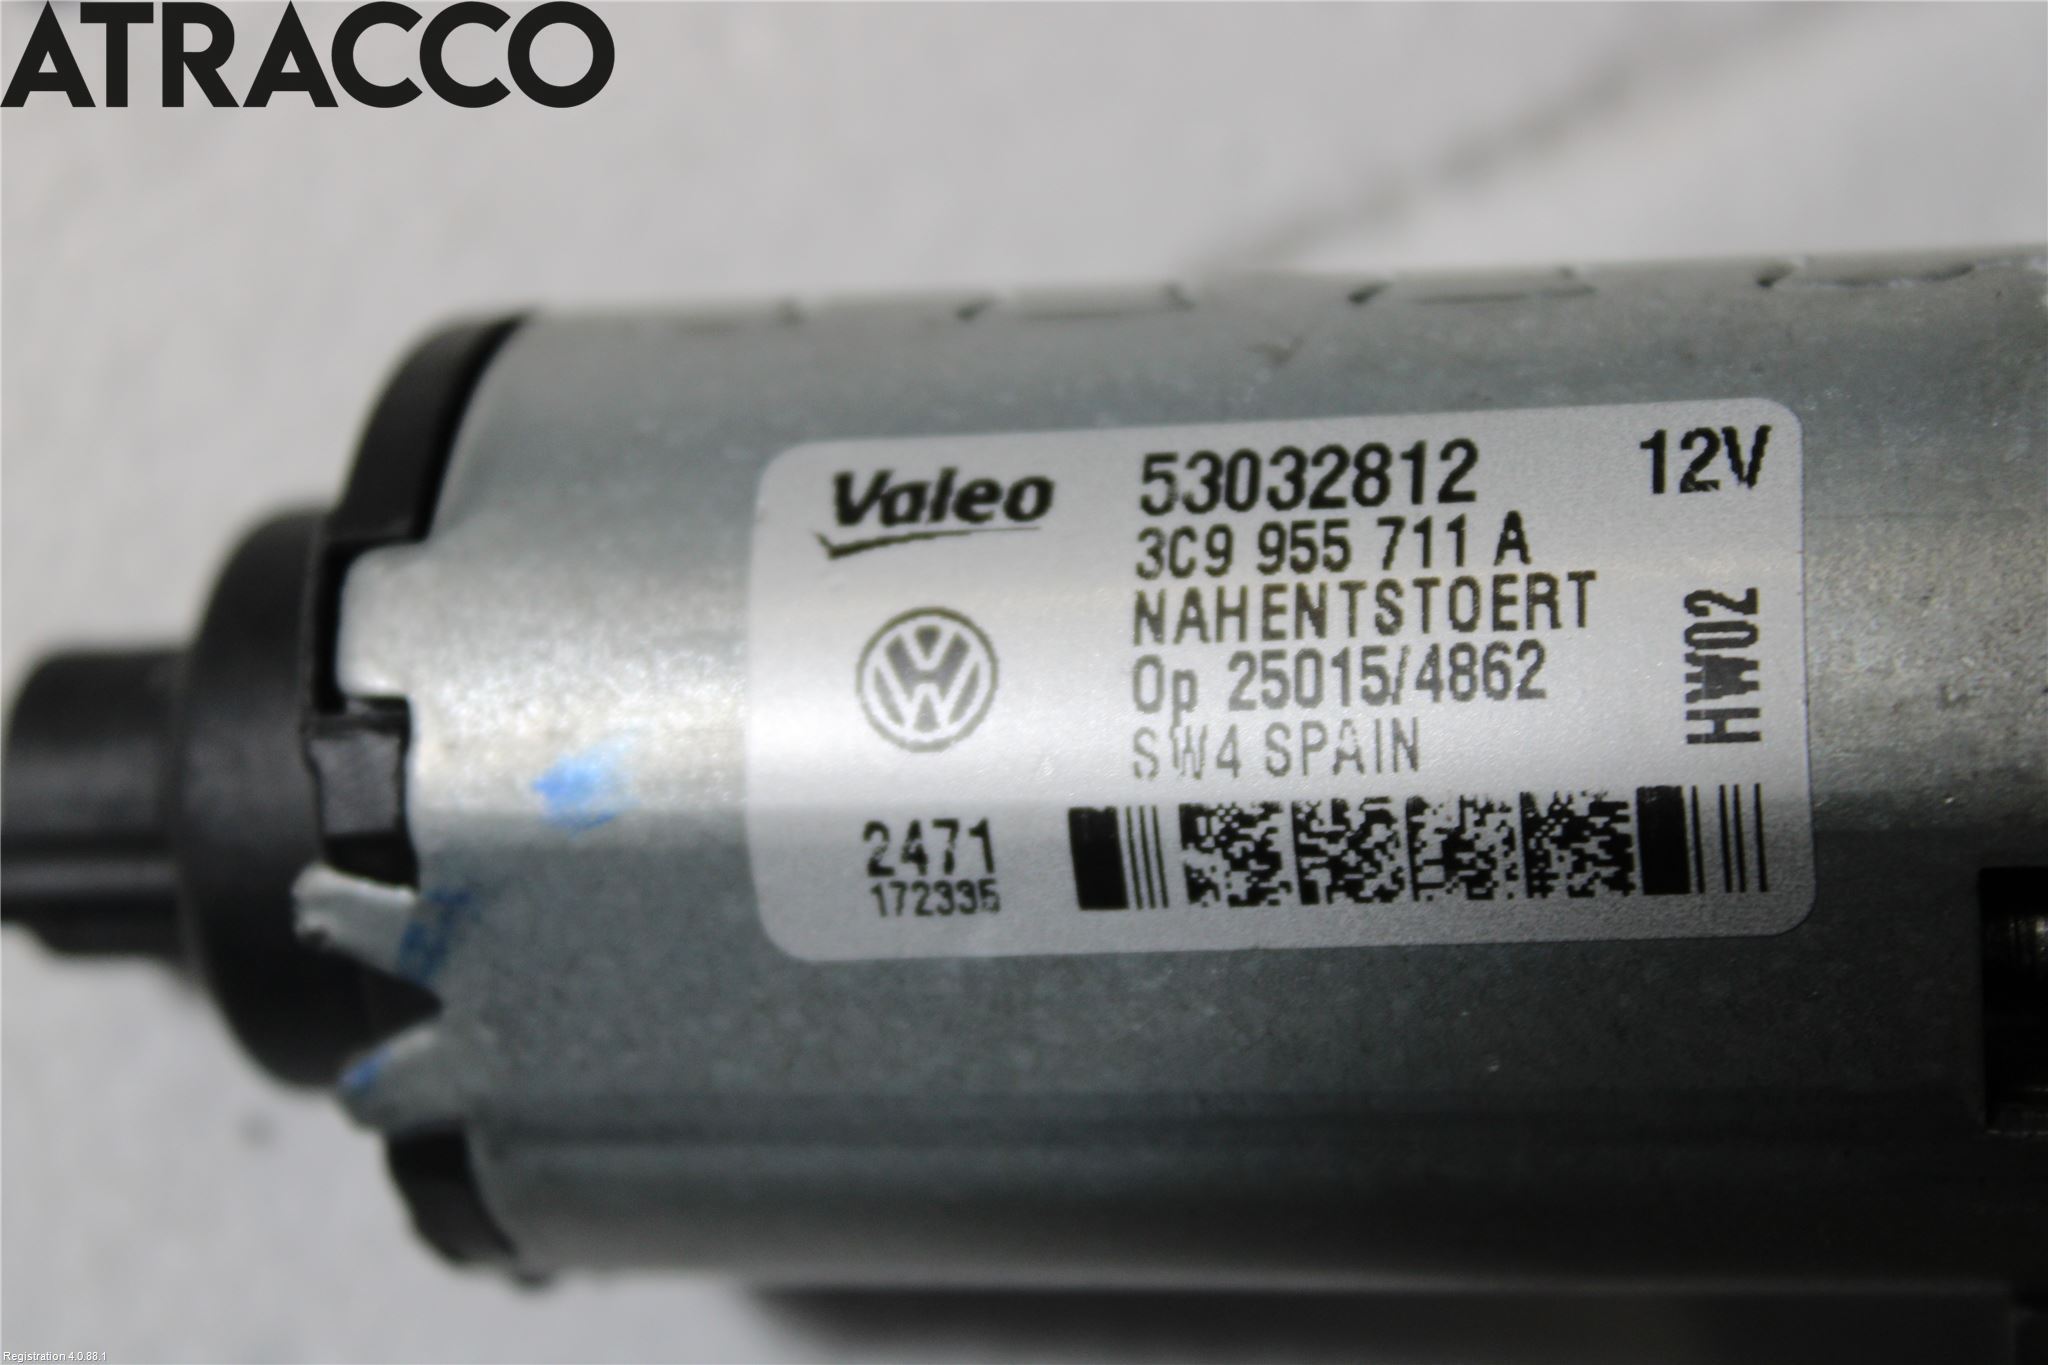 ATRACCO
Valeo
53032812
12V
3C9 955 711 A
NAHENTSTOERT
Op 25015/4862
SW4 SPAIN
HW02
2471
172335
Registration 4.0.88.1